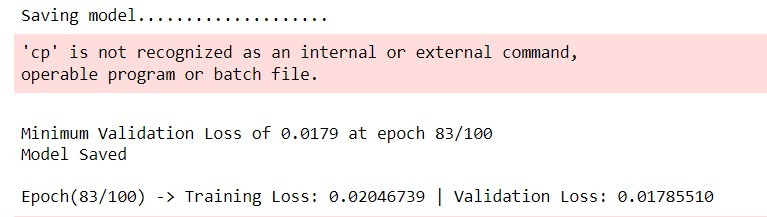 Saving model....................
'cp' is not recognized as an internal or external command,
operable program or batch file.
Minimum Validation Loss of 0.0179 at epoch 83/100
Model Saved
Epoch(83/100) -> Training Loss: 0.02046739 | Validation Loss: 0.01785510